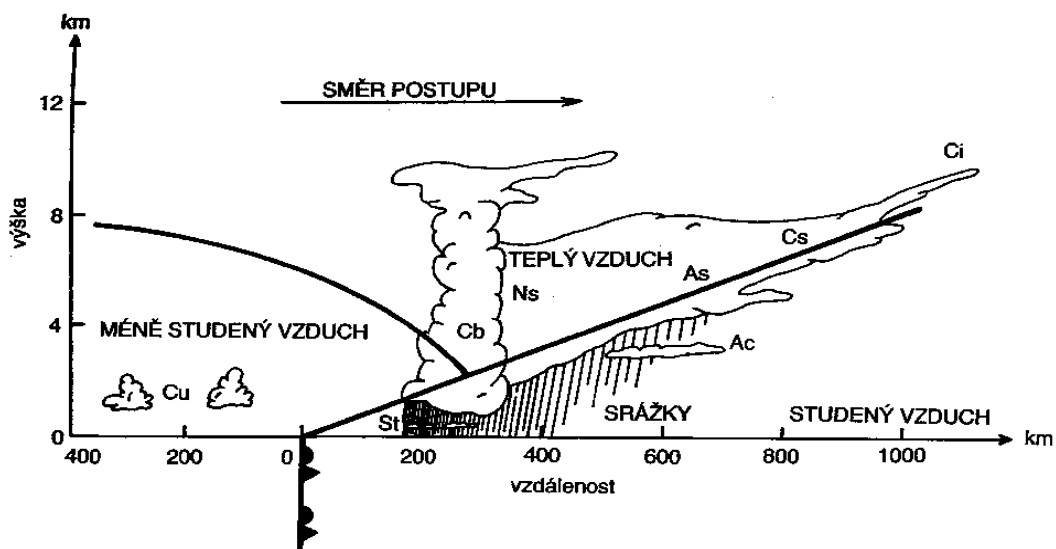 km
SMĚR POSTUPU
12
Ci
výška
8
Cs
TEPLÝ VZDUCH
As
Ns
MÉNĚ STUDENÝ VZDUCH
Cb
4
Ac
Cu
St
SRÁŽKY
STUDENÝ VZDUCH
0
km
400
200
0
200
400
600
800
1000
vzdálenost